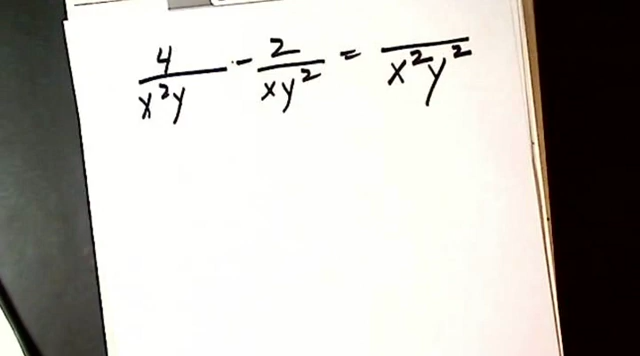 4/x²y - 2/xy² = /x²y²